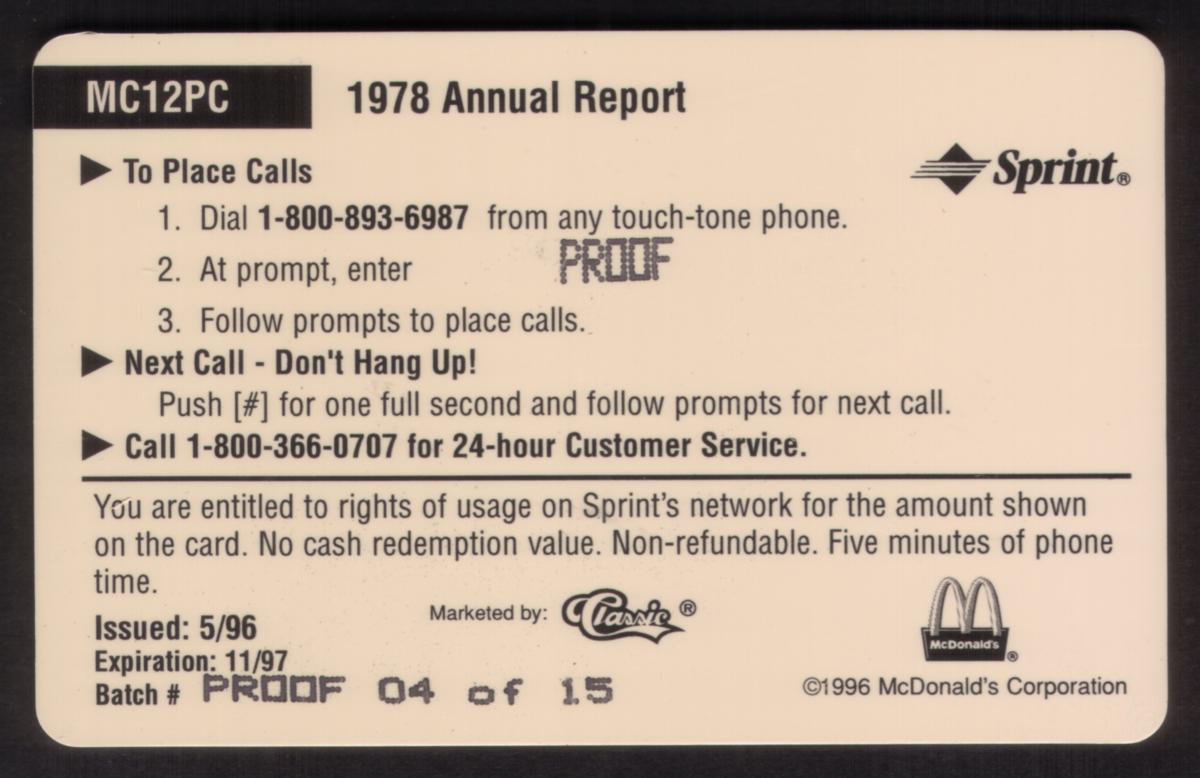 MC12PC 1978 Annual Report
▶ To Place Calls
Sprint®
1. Dial 1-800-893-6987 from any touch-tone phone.
2. At prompt, enter PROOF
3. Follow prompts to place calls.
▶ Next Call - Don't Hang Up!
Push [#] for one full second and follow prompts for next call.
▶ Call 1-800-366-0707 for 24-hour Customer Service.
You are entitled to rights of usage on Sprint's network for the amount shown
on the card. No cash redemption value. Non-refundable. Five minutes of phone
time.
Marketed by: Classic®
McDonald's®
Issued: 5/96
Expiration: 11/97
Batch # PROOF 04 of 15
©1996 McDonald's Corporation